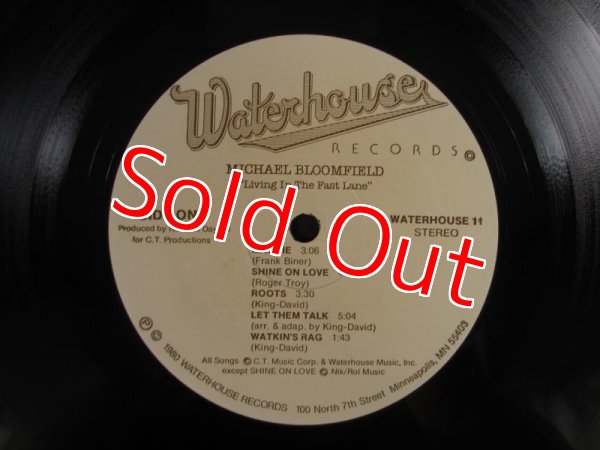 Waterhouse
RECORDS
MICHAEL BLOOMFIELD
"Living In The Fast Lane"
Sold Out
WATERHOUSE 11
STEREO
Produced by
for C.T. Productions
3:06
(Frank Biner)
SHINE ON LOVE
(Roger Troy)
ROOTS 3:30
(King-David)
LET THEM TALK 5:04
(arr. & adap. by King-David)
WATKIN'S RAG 1:43
(King-David)
All Songs © C.T. Music Corp. & Waterhouse Music, Inc.
except SHINE ON LOVE © Nik/Rol Music
℗ © 1980 WATERHOUSE RECORDS 100 North 7th Street Minneapolis, MN 55403